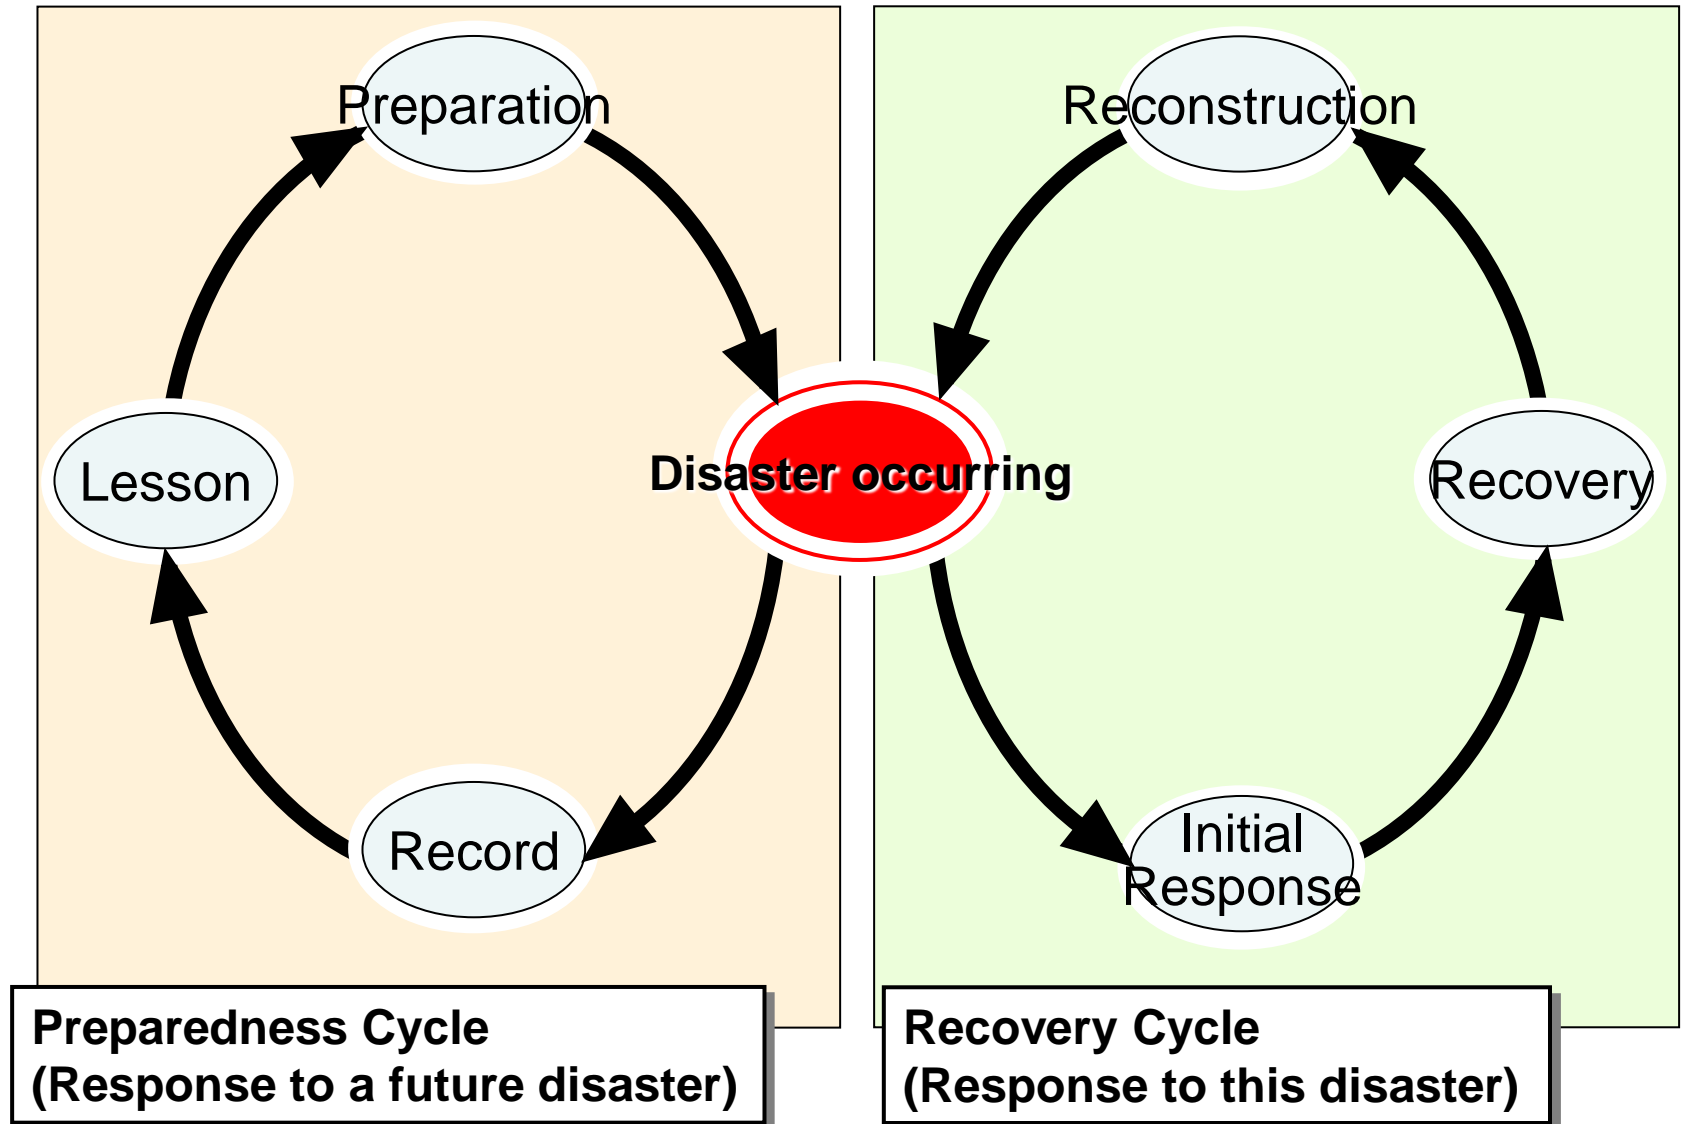 Preparation
Reconstruction
Disaster occurring
Lesson
Recovery
Record
Initial
Response
Preparedness Cycle
(Response to a future disaster)
Recovery Cycle
(Response to this disaster)